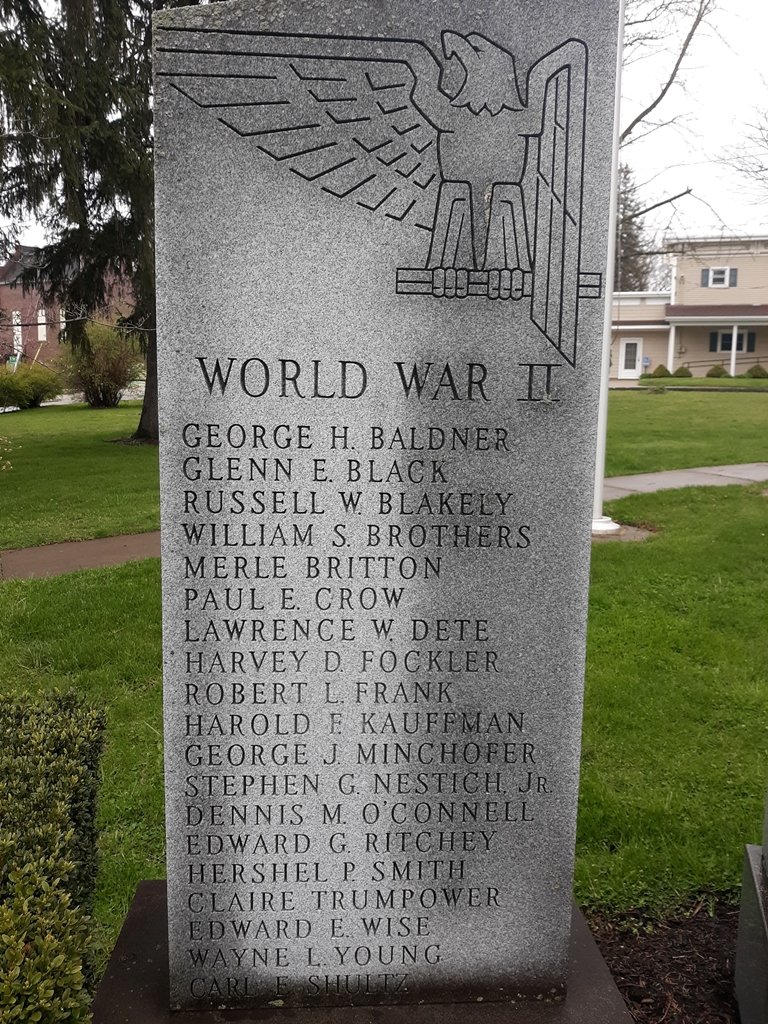 WORLD WAR II
GEORGE H. BALDNER
GLENN E. BLACK
RUSSELL W. BLAKELY
WILLIAM S. BROTHERS
MERLE BRITTON
PAUL E. CROW
LAWRENCE W. DETE
HARVEY D. FOCKLER
ROBERT L. FRANK
HAROLD F. KAUFFMAN
GEORGE J. MINCHOFER
STEPHEN G. NESTICH, JR.
DENNIS M. O'CONNELL
EDWARD G. RITCHEY
HERSHEL P. SMITH
CLAIRE TRUMPOWER
EDWARD E. WISE
WAYNE L. YOUNG
CARL E. SHULTZ